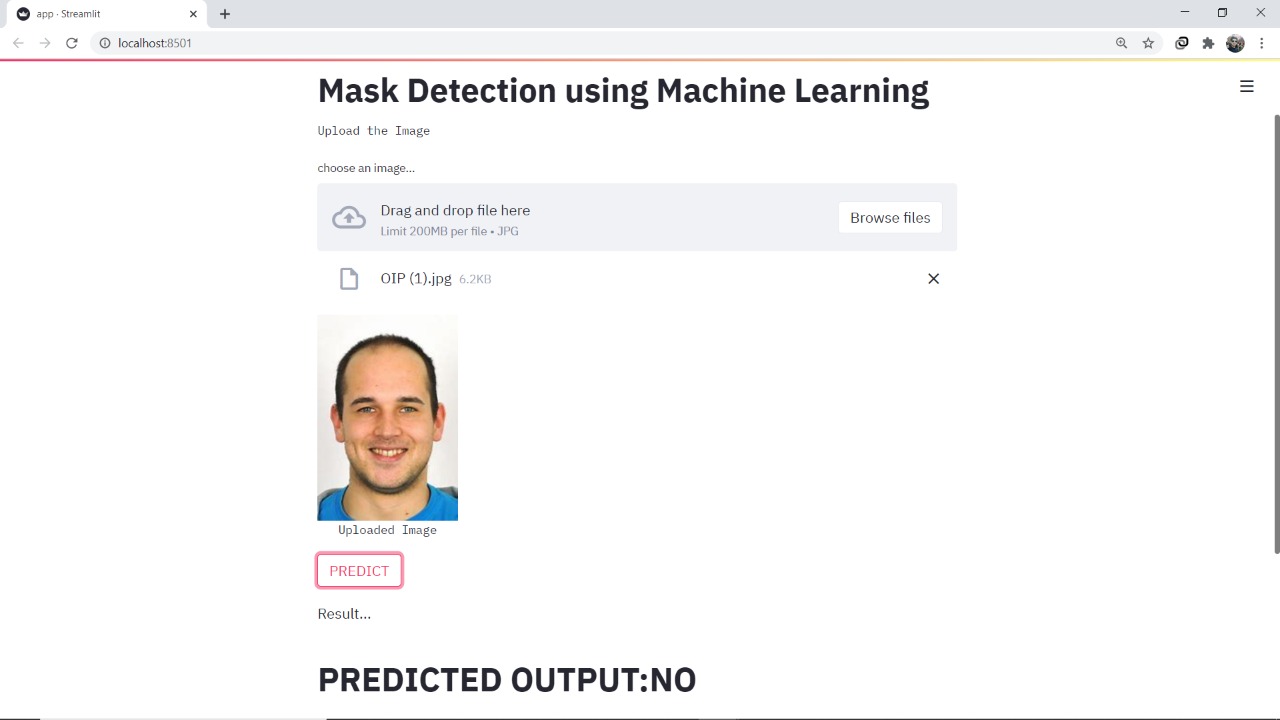 app · Streamlit
localhost:8501
Mask Detection using Machine Learning
Upload the Image
choose an image...
Drag and drop file here
Browse files
Limit 200MB per file • JPG
OIP (1).jpg 6.2KB
Uploaded Image
PREDICT
Result...
PREDICTED OUTPUT:NO